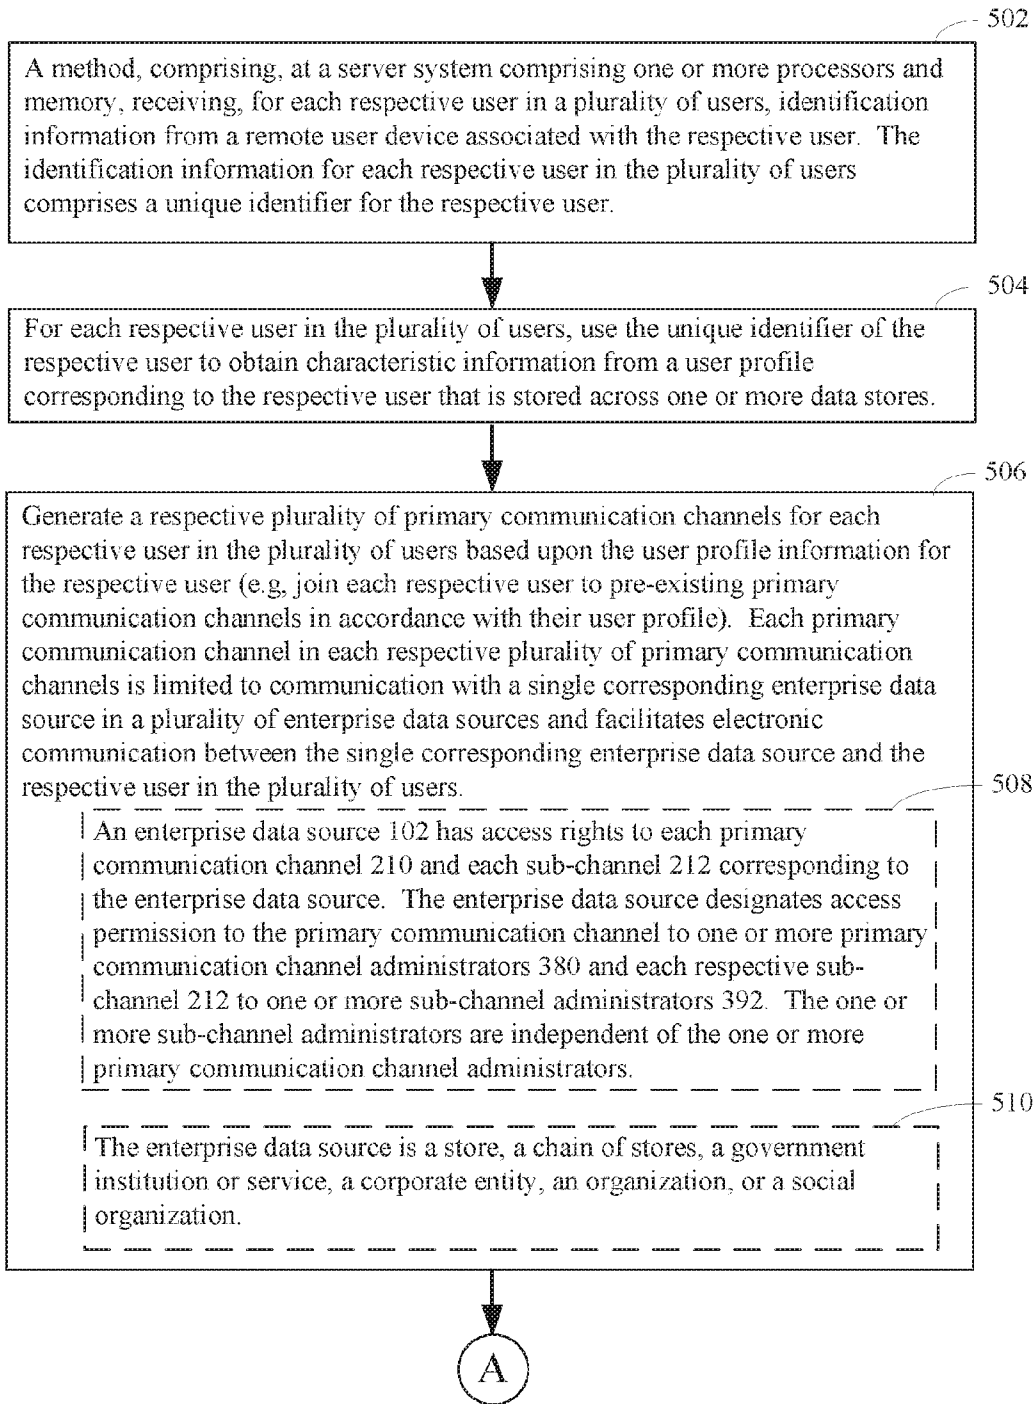 502
A method, comprising, at a server system comprising one or more processors and
memory, receiving, for each respective user in a plurality of users, identification
information from a remote user device associated with the respective user. The
identification information for each respective user in the plurality of users
comprises a unique identifier for the respective user.
504
For each respective user in the plurality of users, use the unique identifier of the
respective user to obtain characteristic information from a user profile
corresponding to the respective user that is stored across one or more data stores.
506
Generate a respective plurality of primary communication channels for each
respective user in the plurality of users based upon the user profile information for
the respective user (e.g, join each respective user to pre-existing primary
communication channels in accordance with their user profile). Each primary
communication channel in each respective plurality of primary communication
channels is limited to communication with a single corresponding enterprise data
source in a plurality of enterprise data sources and facilitates electronic
communication between the single corresponding enterprise data source and the
respective user in the plurality of users.
508
An enterprise data source 102 has access rights to each primary
communication channel 210 and each sub-channel 212 corresponding to
the enterprise data source. The enterprise data source designates access
permission to the primary communication channel to one or more primary
communication channel administrators 380 and each respective sub-
channel 212 to one or more sub-channel administrators 392. The one or
more sub-channel administrators are independent of the one or more
primary communication channel administrators.
510
The enterprise data source is a store, a chain of stores, a government
institution or service, a corporate entity, an organization, or a social
organization.
A